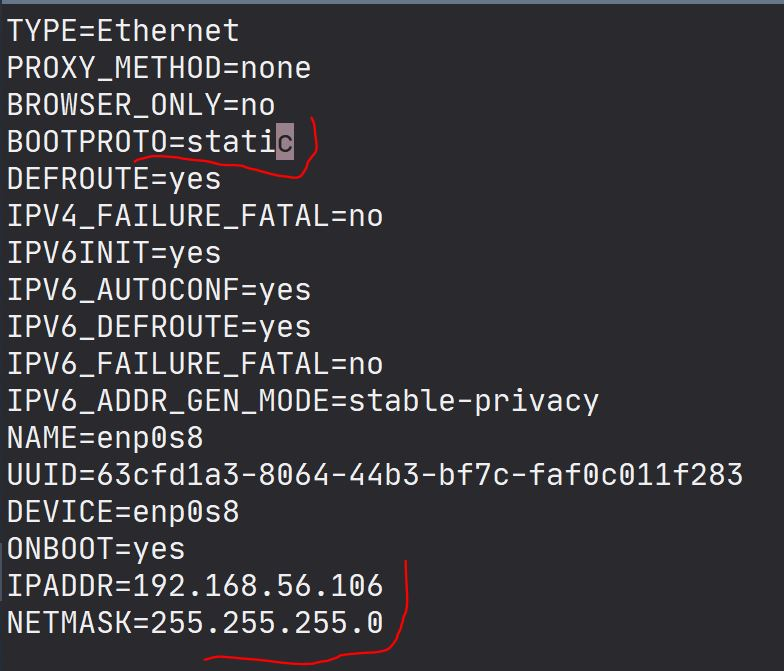 TYPE=Ethernet
PROXY_METHOD=none
BROWSER_ONLY=no
BOOTPROTO=static
DEFROUTE=yes
IPV4_FAILURE_FATAL=no
IPV6INIT=yes
IPV6_AUTOCONF=yes
IPV6_DEFROUTE=yes
IPV6_FAILURE_FATAL=no
IPV6_ADDR_GEN_MODE=stable-privacy
NAME=enp0s8
UUID=63cfd1a3-8064-44b3-bf7c-faf0c011f283
DEVICE=enp0s8
ONBOOT=yes
IPADDR=192.168.56.106
NETMASK=255.255.255.0